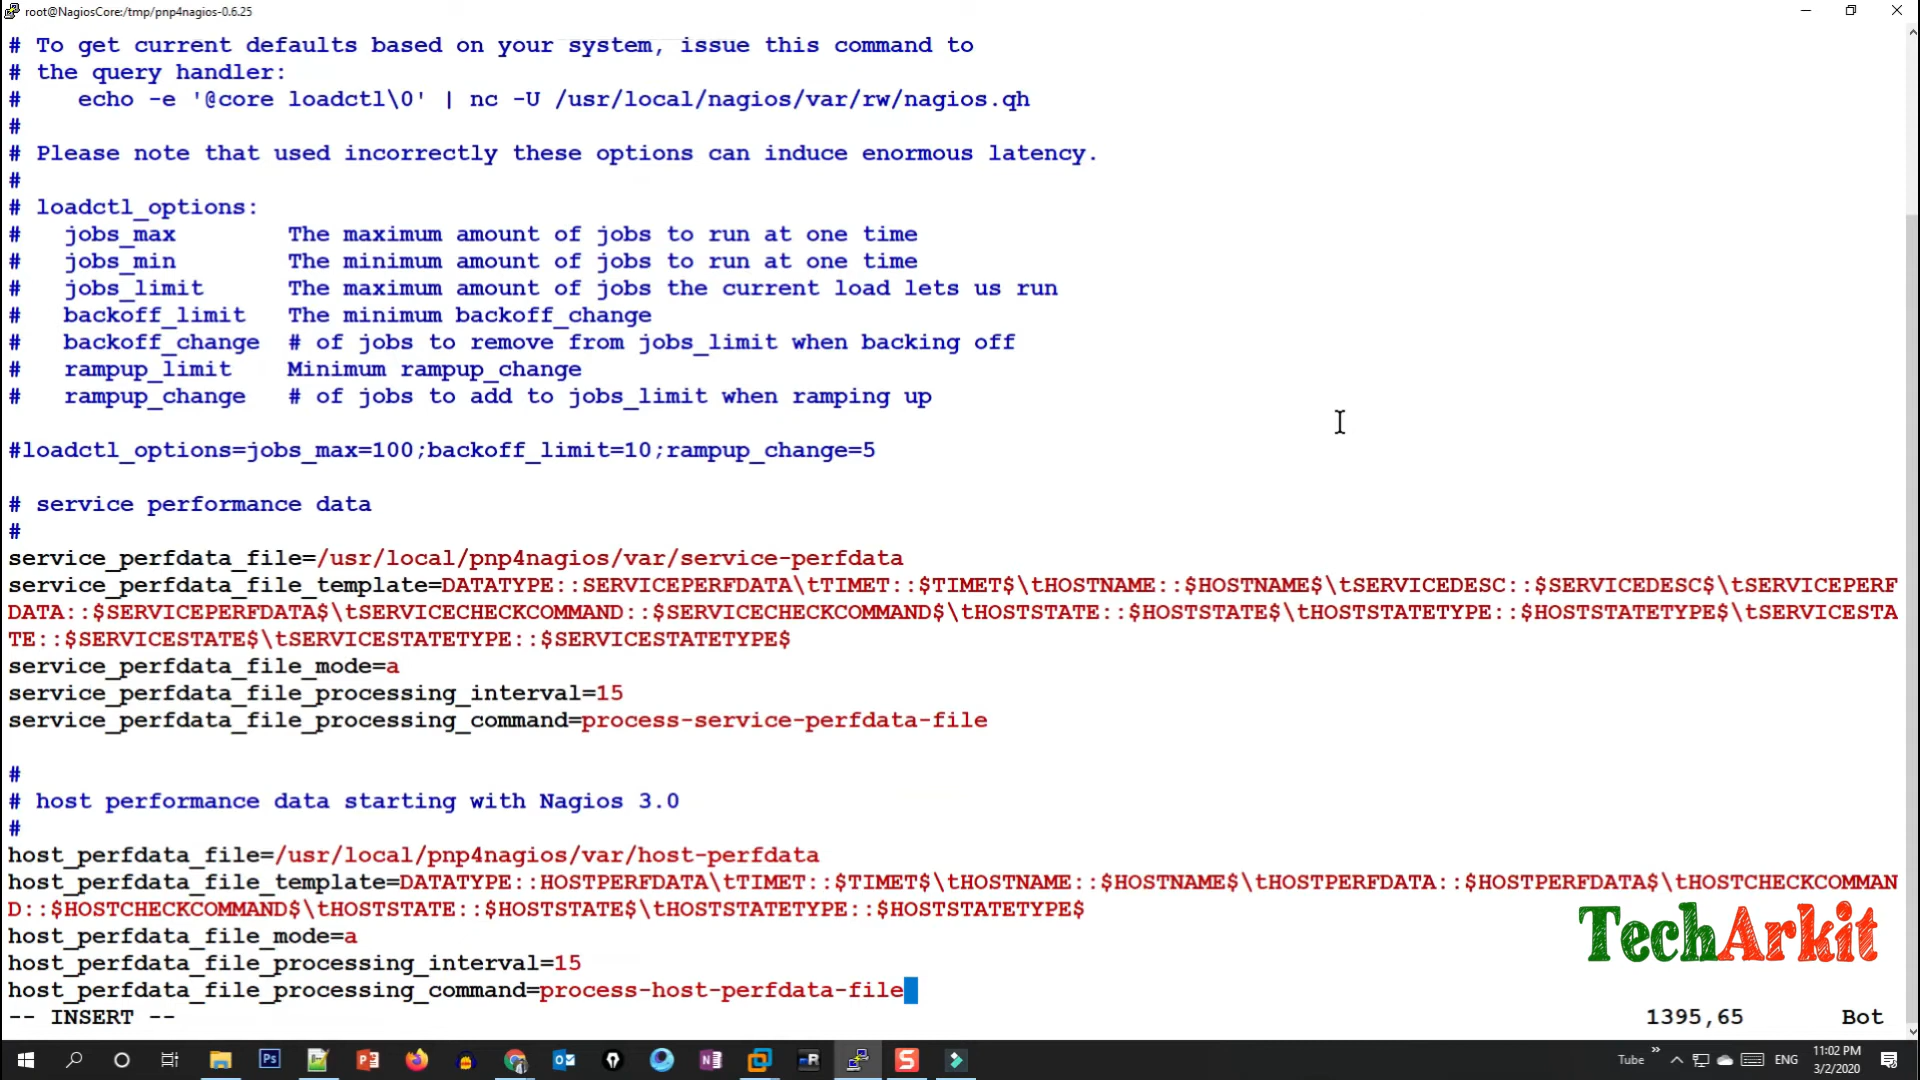 root@NagiosCore:/tmp/pnp4nagios-0.6.25
# To get current defaults based on your system, issue this command to
# the query handler:
#    echo -e '@core loadctl\0' | nc -U /usr/local/nagios/var/rw/nagios.qh
#
# Please note that used incorrectly these options can induce enormous latency.
#
# loadctl_options:
#   jobs_max        The maximum amount of jobs to run at one time
#   jobs_min        The minimum amount of jobs to run at one time
#   jobs_limit      The maximum amount of jobs the current load lets us run
#   backoff_limit   The minimum backoff_change
#   backoff_change  # of jobs to remove from jobs_limit when backing off
#   rampup_limit    Minimum rampup_change
#   rampup_change   # of jobs to add to jobs_limit when ramping up
#loadctl_options=jobs_max=100;backoff_limit=10;rampup_change=5
# service performance data
#
service_perfdata_file=/usr/local/pnp4nagios/var/service-perfdata
service_perfdata_file_template=DATATYPE::SERVICEPERFDATA\tTIMET::$TIMET$\tHOSTNAME::$HOSTNAME$\tSERVICEDESC::$SERVICEDESC$\tSERVICEPERF
DATA::$SERVICEPERFDATA$\tSERVICECHECKCOMMAND::$SERVICECHECKCOMMAND$\tHOSTSTATE::$HOSTSTATE$\tHOSTSTATETYPE::$HOSTSTATETYPE$\tSERVICESTA
TE::$SERVICESTATE$\tSERVICESTATETYPE::$SERVICESTATETYPE$
service_perfdata_file_mode=a
service_perfdata_file_processing_interval=15
service_perfdata_file_processing_command=process-service-perfdata-file
#
# host performance data starting with Nagios 3.0
#
host_perfdata_file=/usr/local/pnp4nagios/var/host-perfdata
host_perfdata_file_template=DATATYPE::HOSTPERFDATA\tTIMET::$TIMET$\tHOSTNAME::$HOSTNAME$\tHOSTPERFDATA::$HOSTPERFDATA$\tHOSTCHECKCOMMAN
D::$HOSTCHECKCOMMAND$\tHOSTSTATE::$HOSTSTATE$\tHOSTSTATETYPE::$HOSTSTATETYPE$
host_perfdata_file_mode=a
host_perfdata_file_processing_interval=15
host_perfdata_file_processing_command=process-host-perfdata-file
TechArkit
-- INSERT --    1395,65    Bot
Tube » ENG 11:02 PM
3/2/2020